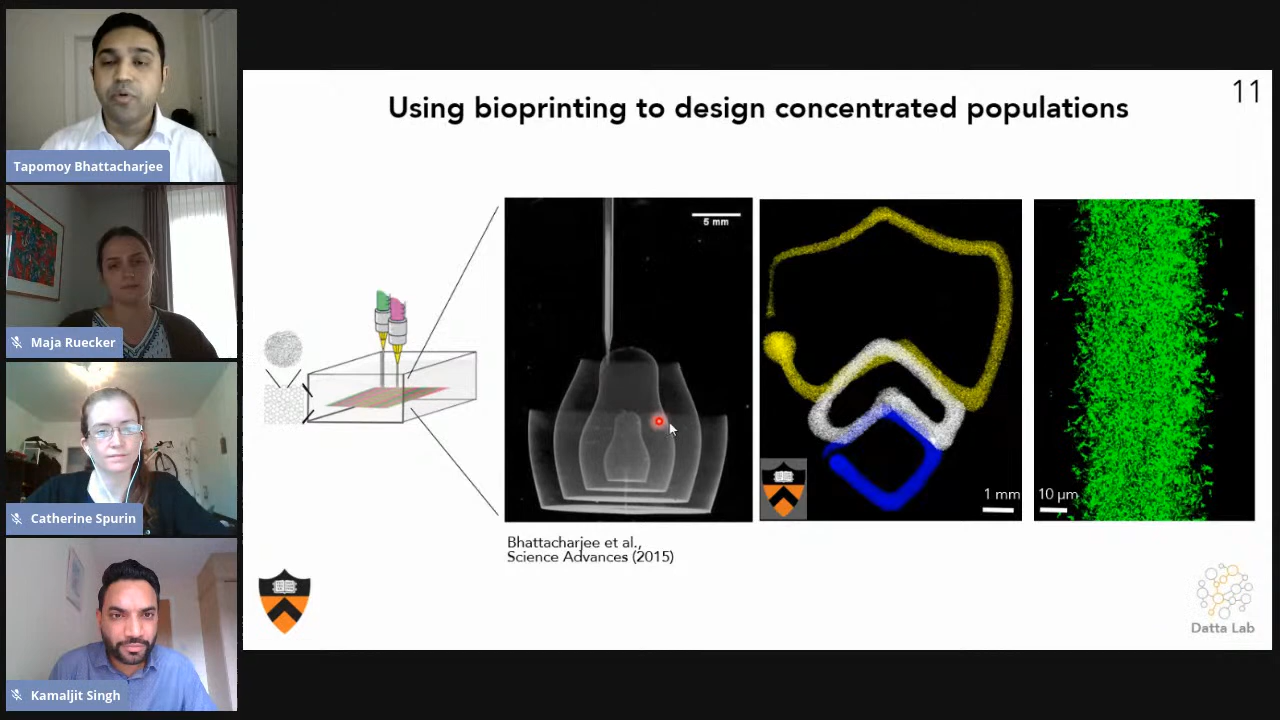 Tapomoy Bhattacharjee
Maja Ruecker
Catherine Spurin
Kamaljit Singh
11
Using bioprinting to design concentrated populations
5 mm
1 mm
10 µm
Bhattacharjee et al.,
Science Advances (2015)
Datta Lab